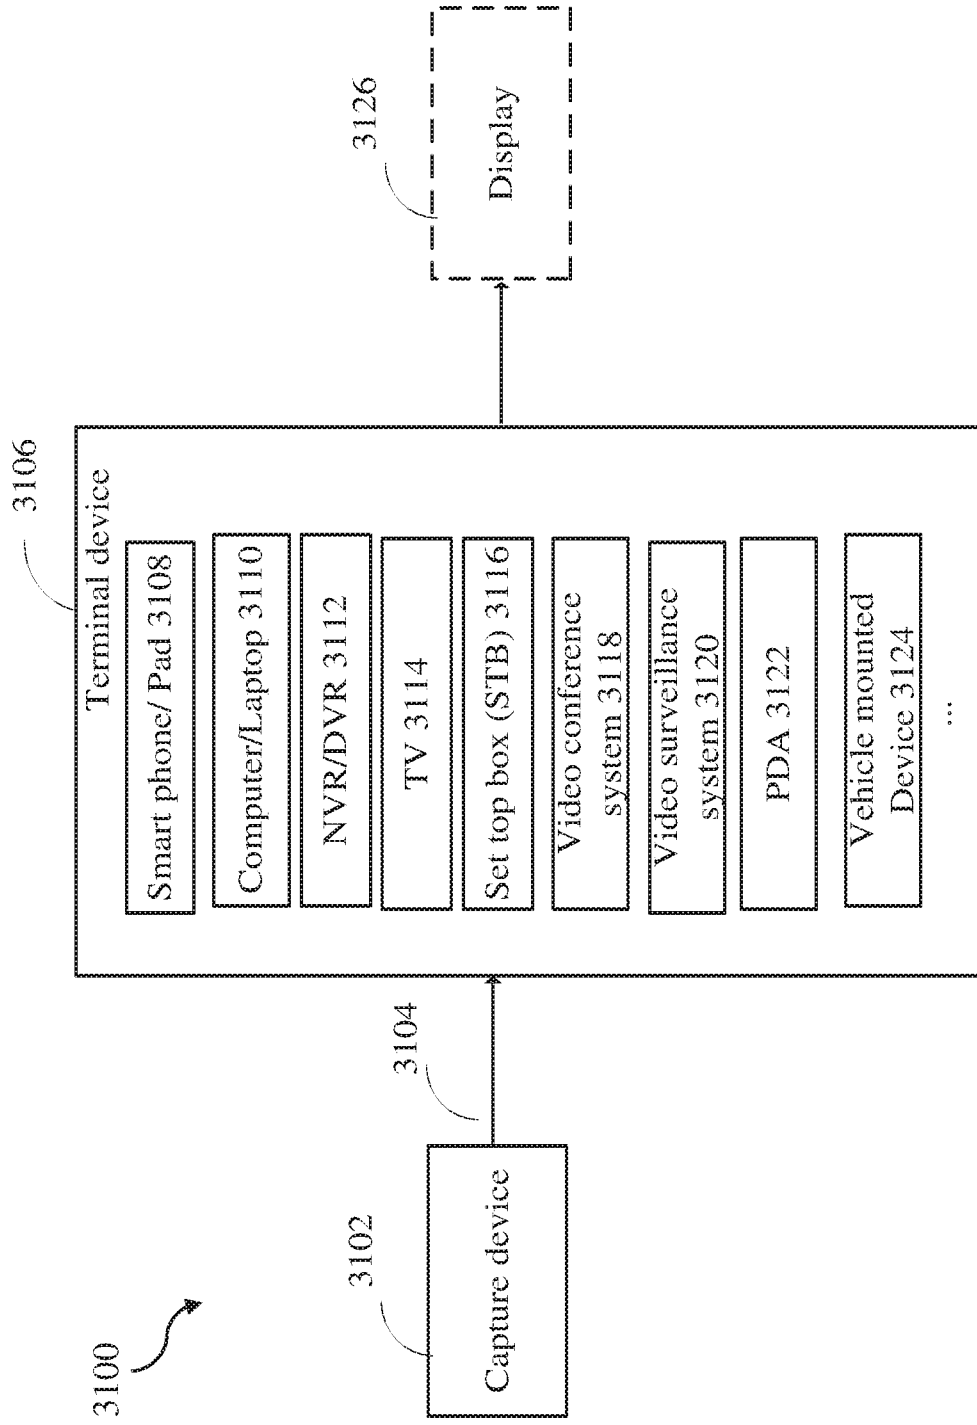 3100
3102
Capture device
3104
3106
Terminal device
Smart phone/ Pad 3108
Computer/Laptop 3110
NVR/DVR 3112
TV 3114
Set top box (STB) 3116
Video conference
system 3118
Video surveillance
system 3120
PDA 3122
Vehicle mounted
Device 3124
...
3126
Display